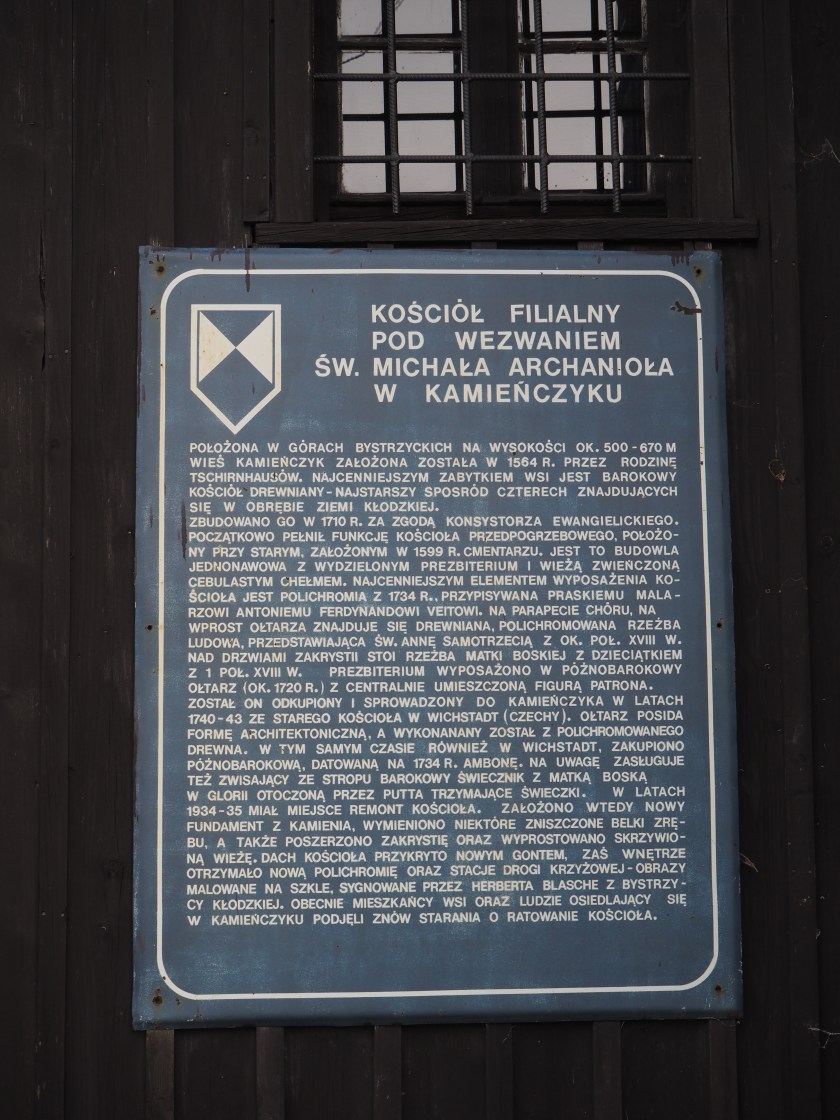 KOŚCIÓŁ FILIALNY
POD WEZWANIEM
ŚW. MICHAŁA ARCHANIOŁA
W KAMIEŃCZYKU
POŁOŻONA W GÓRACH BYSTRZYCKICH NA WYSOKOŚCI OK. 500-670 M
WIEŚ KAMIEŃCZYK ZAŁOŻONA ZOSTAŁA W 1564 R. PRZEZ RODZINĘ
TSCHIRNHAUSÓW. NAJCENNIEJSZYM ZABYTKIEM WSI JEST BAROKOWY
KOŚCIÓŁ DREWNIANY-NAJSTARSZY SPOSRÓD CZTERECH ZNAJDUJĄCYCH
SIĘ W OBRĘBIE ZIEMI KŁODZKIEJ.
ZBUDOWANO GO W 1710 R. ZA ZGODĄ KONSYSTORZA EWANGIELICKIEGO.
POCZĄTKOWO PEŁNIŁ FUNKCJĘ KOŚCIOŁA PRZEDPOGRZEBOWEGO, POŁOŻO-
NY PRZY STARYM, ZAŁOŻONYM W 1599 R. CMENTARZU. JEST TO BUDOWLA
JEDNONAWOWA Z WYDZIELONYM PREZBITERIUM I WIEŻĄ ZWIEŃCZONĄ
CEBULASTYM CHEŁMEM. NAJCENNIEJSZYM ELEMENTEM WYPOSAŻENIA KO-
ŚCIOŁA JEST POLICHROMIA Z 1734 R., PRZYPISYWANA PRASKIEMU MALA-
RZOWI ANTONIEMU FERDYNANDOWI VEITOWI. NA PARAPECIE CHÓRU, NA
WPROST OŁTARZA ZNAJDUJE SIĘ DREWNIANA, POLICHROMOWANA RZEŹBA
LUDOWA, PRZEDSTAWIAJĄCA ŚW. ANNĘ SAMOTRZECIĄ Z OK. POŁ. XVIII W.
NAD DRZWIAMI ZAKRYSTII STOI RZEŹBA MATKI BOSKIEJ Z DZIECIĄTKIEM
Z 1 POŁ. XVIII W. PREZBITERIUM WYPOSAŻONO W PÓŹNOBAROKOWY
OŁTARZ (OK. 1720 R.) Z CENTRALNIE UMIESZCZONĄ FIGURĄ PATRONA.
ZOSTAŁ ON ODKUPIONY I SPROWADZONY DO KAMIEŃCZYKA W LATACH
1740-43 ZE STAREGO KOŚCIOŁA W WICHSTADT (CZECHY). OŁTARZ POSIDA
FORMĘ ARCHITEKTONICZNĄ, A WYKONANANY ZOSTAŁ Z POLICHROMOWANEGO
DREWNA. W TYM SAMYM CZASIE RÓWNIEŻ W WICHSTADT, ZAKUPIONO
PÓŹNOBAROKOWĄ, DATOWANĄ NA 1734 R. AMBONĘ. NA UWAGĘ ZASŁUGUJE
TEŻ ZWISAJĄCY ZE STROPU BAROKOWY ŚWIECZNIK Z MATKĄ BOSKĄ
W GLORII OTOCZONĄ PRZEZ PUTTA TRZYMAJĄCE ŚWIECZKI. W LATACH
1934-35 MIAŁ MIEJSCE REMONT KOŚCIOŁA. ZAŁOŻONO WTEDY NOWY
FUNDAMENT Z KAMIENIA, WYMIENIONO NIEKTÓRE ZNISZCZONE BELKI ZRĘ-
BU, A TAKŻE POSZERZONO ZAKRYSTIĘ ORAZ WYPROSTOWANO SKRZYWIO-
NĄ WIEŻĘ. DACH KOŚCIOŁA PRZYKRYTO NOWYM GONTEM, ZAŚ WNĘTRZE
OTRZYMAŁO NOWĄ POLICHROMIĘ ORAZ STACJE DROGI KRZYŻOWEJ-OBRAZY
MALOWANE NA SZKLE, SYGNOWANE PRZEZ HERBERTA BLASCHE Z BYSTRZY-
CY KŁODZKIEJ. OBECNIE MIESZKAŃCY WSI ORAZ LUDZIE OSIEDLAJĄCY SIĘ
W KAMIEŃCZYKU PODJĘLI ZNÓW STARANIA O RATOWANIE KOŚCIOŁA.